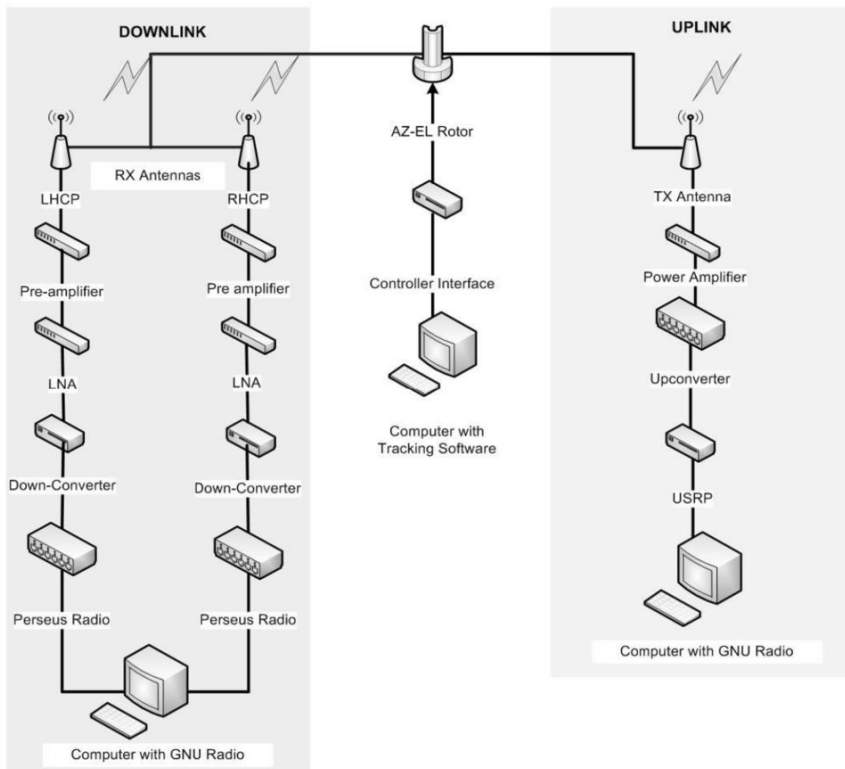 DOWNLINK
UPLINK
AZ-EL Rotor
RX Antennas
LHCP
RHCP
TX Antenna
Pre-amplifier
Pre amplifier
Controller Interface
Power Amplifier
LNA
LNA
Upconverter
Computer with
Tracking Software
Down-Converter
Down-Converter
USRP
Perseus Radio
Perseus Radio
Computer with GNU Radio
Computer with GNU Radio